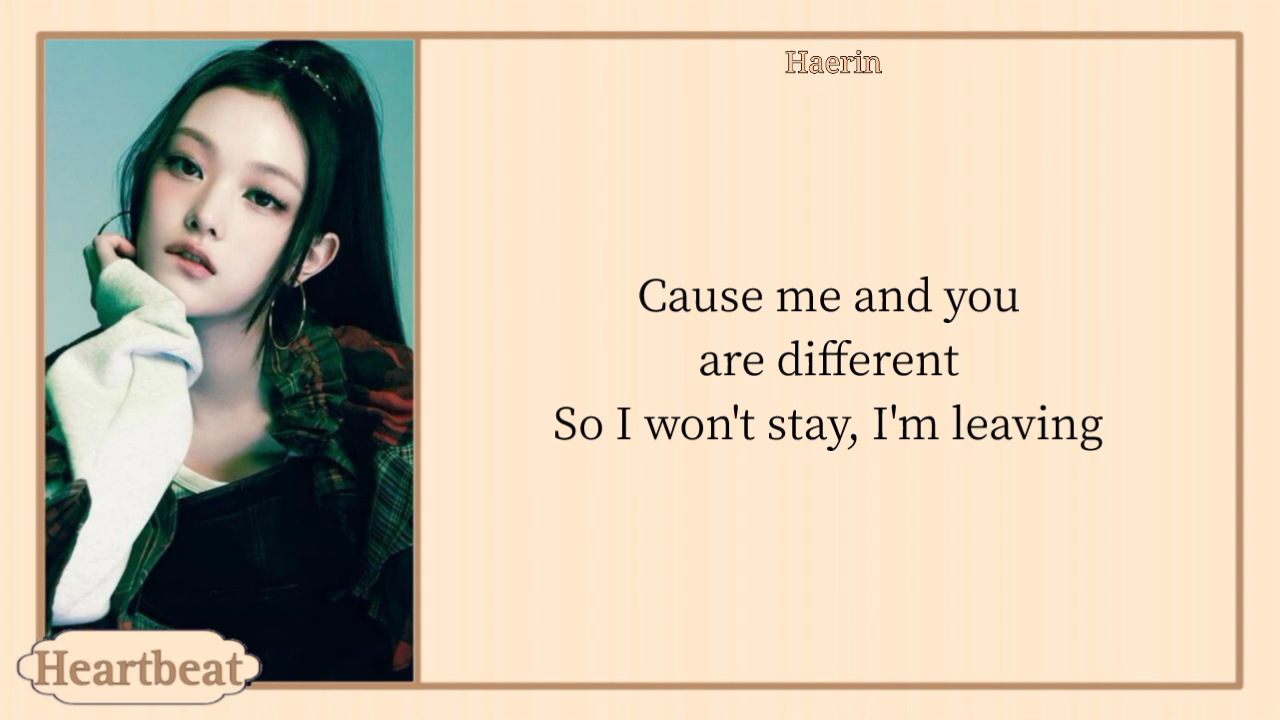 Haerin
Cause me and you
are different
So I won't stay, I'm leaving
Heartbeat